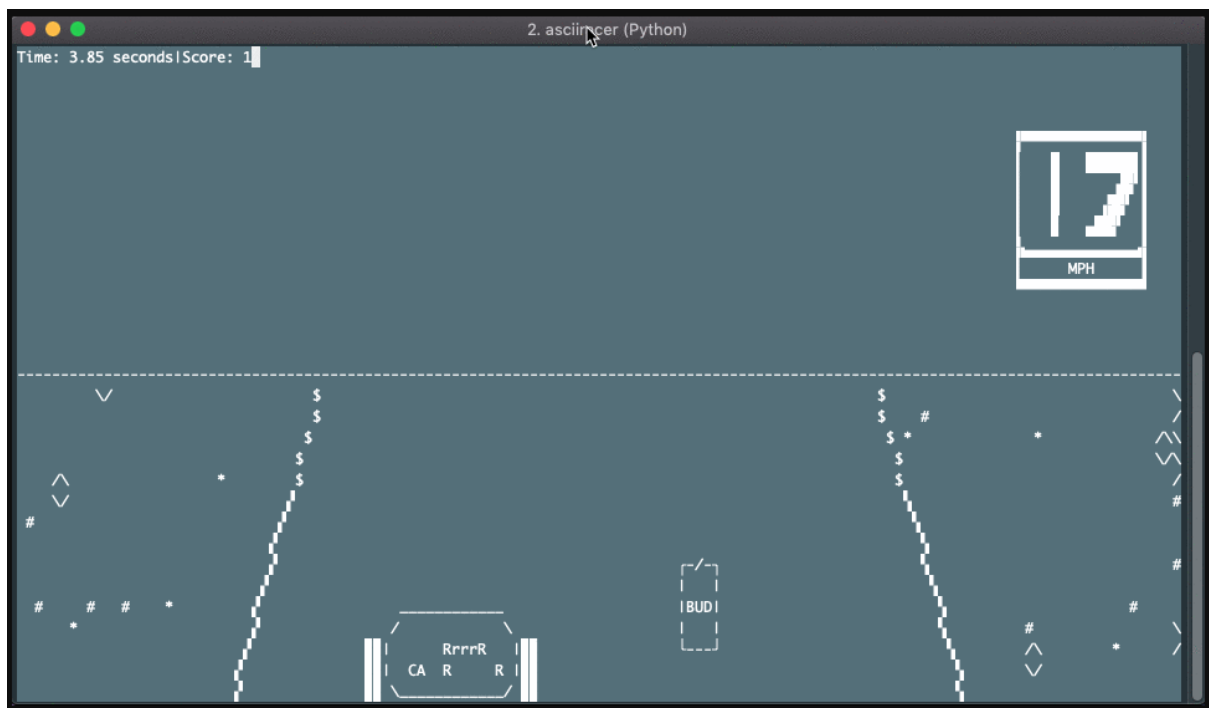 2. asciiracer (Python)
Time: 3.85 seconds|Score: 1
17
MPH
BUD
RrrrR
CA R R